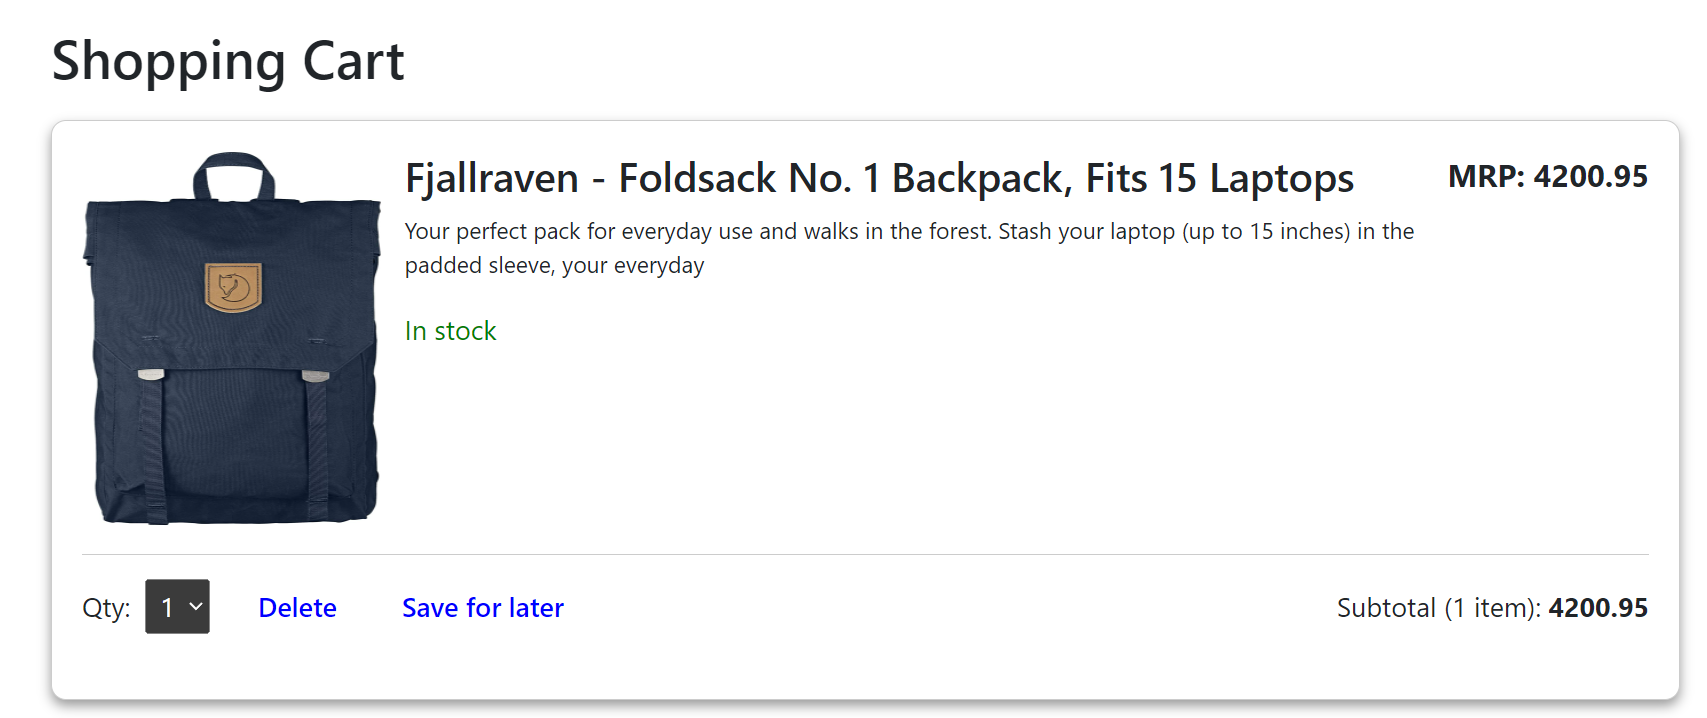 Shopping Cart
Fjallraven - Foldsack No. 1 Backpack, Fits 15 Laptops
MRP: 4200.95
Your perfect pack for everyday use and walks in the forest. Stash your laptop (up to 15 inches) in the
padded sleeve, your everyday
In stock
Qty: 1 Delete Save for later Subtotal (1 item): 4200.95